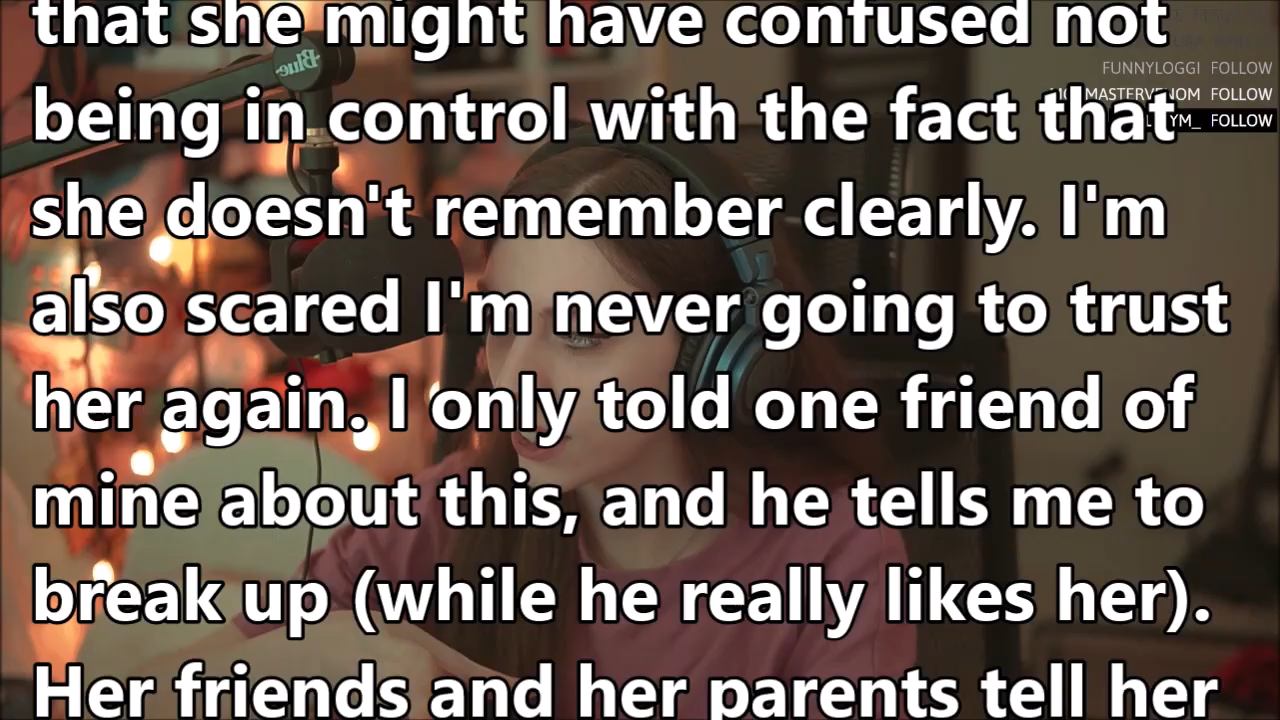 that she might have confused not
being in control with the fact that
she doesn't remember clearly. I'm
also scared I'm never going to trust
her again. I only told one friend of
mine about this, and he tells me to
break up (while he really likes her).
Her friends and her parents tell her
Blue
FUNNYLOGGI FOLLOW
MASTERVENOM FOLLOW
FOLLOW